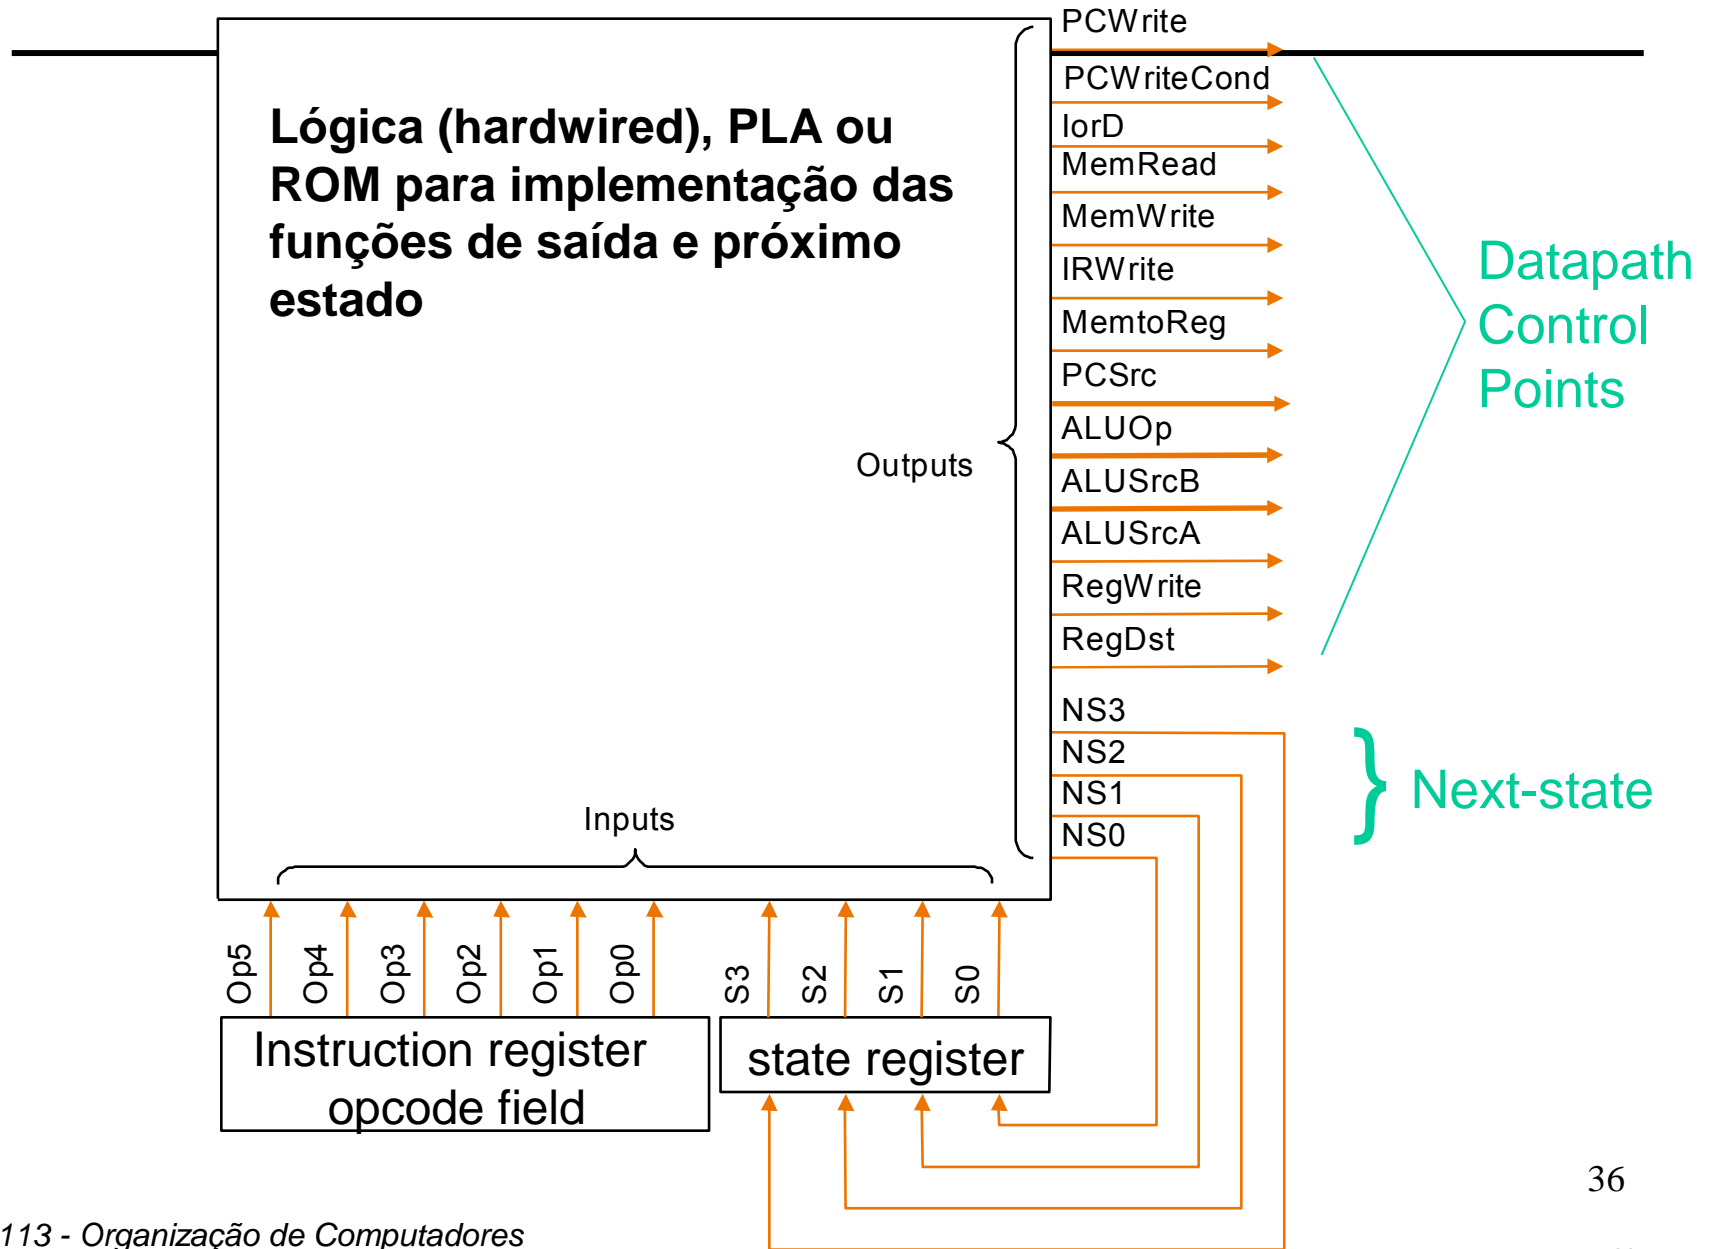 Lógica (hardwired), PLA ou
ROM para implementação das
funções de saída e próximo
estado
PCWrite
PCWriteCond
IorD
MemRead
MemWrite
IRWrite
MemtoReg
PCSrc
ALUOp
ALUSrcB
ALUSrcA
RegWrite
RegDst
NS3
NS2
NS1
NS0
Outputs
Datapath
Control
Points
} Next-state
Inputs
Op5
Op4
Op3
Op2
Op1
Op0
S3
S2
S1
S0
Instruction register
opcode field
state register
36
113 - Organização de Computadores